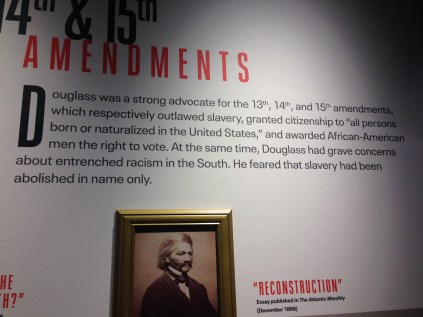 14th & 15th
AMENDMENTS
Douglass was a strong advocate for the 13th, 14th, and 15th amendments,
which respectively outlawed slavery, granted citizenship to "all persons
born or naturalized in the United States," and awarded African-American
men the right to vote. At the same time, Douglass had grave concerns
about entrenched racism in the South. He feared that slavery had been
abolished in name only.
HE
TH?"
"RECONSTRUCTION"
Essay published in The Atlantic Monthly
(December 1866)